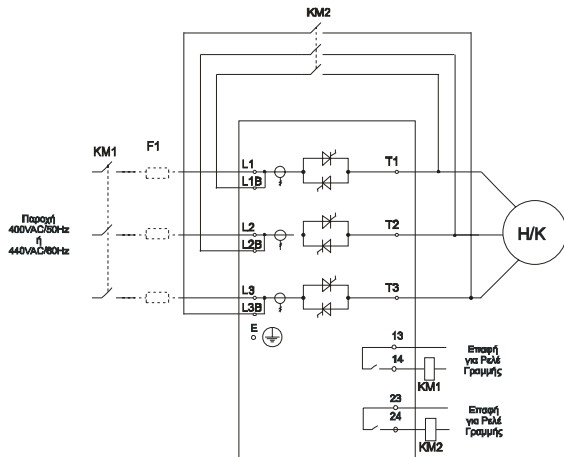 KM2
KM1
F1
L1
L1B
T1
Παροχή
400VAC/50Hz
ή
440VAC/60Hz
L2
L2B
T2
Η/Κ
L3
L3B
T3
E
13
14
KM1
Επαφή
για Ρελέ
Γραμμής
23
24
KM2
Επαφή
για Ρελέ
Γραμμής